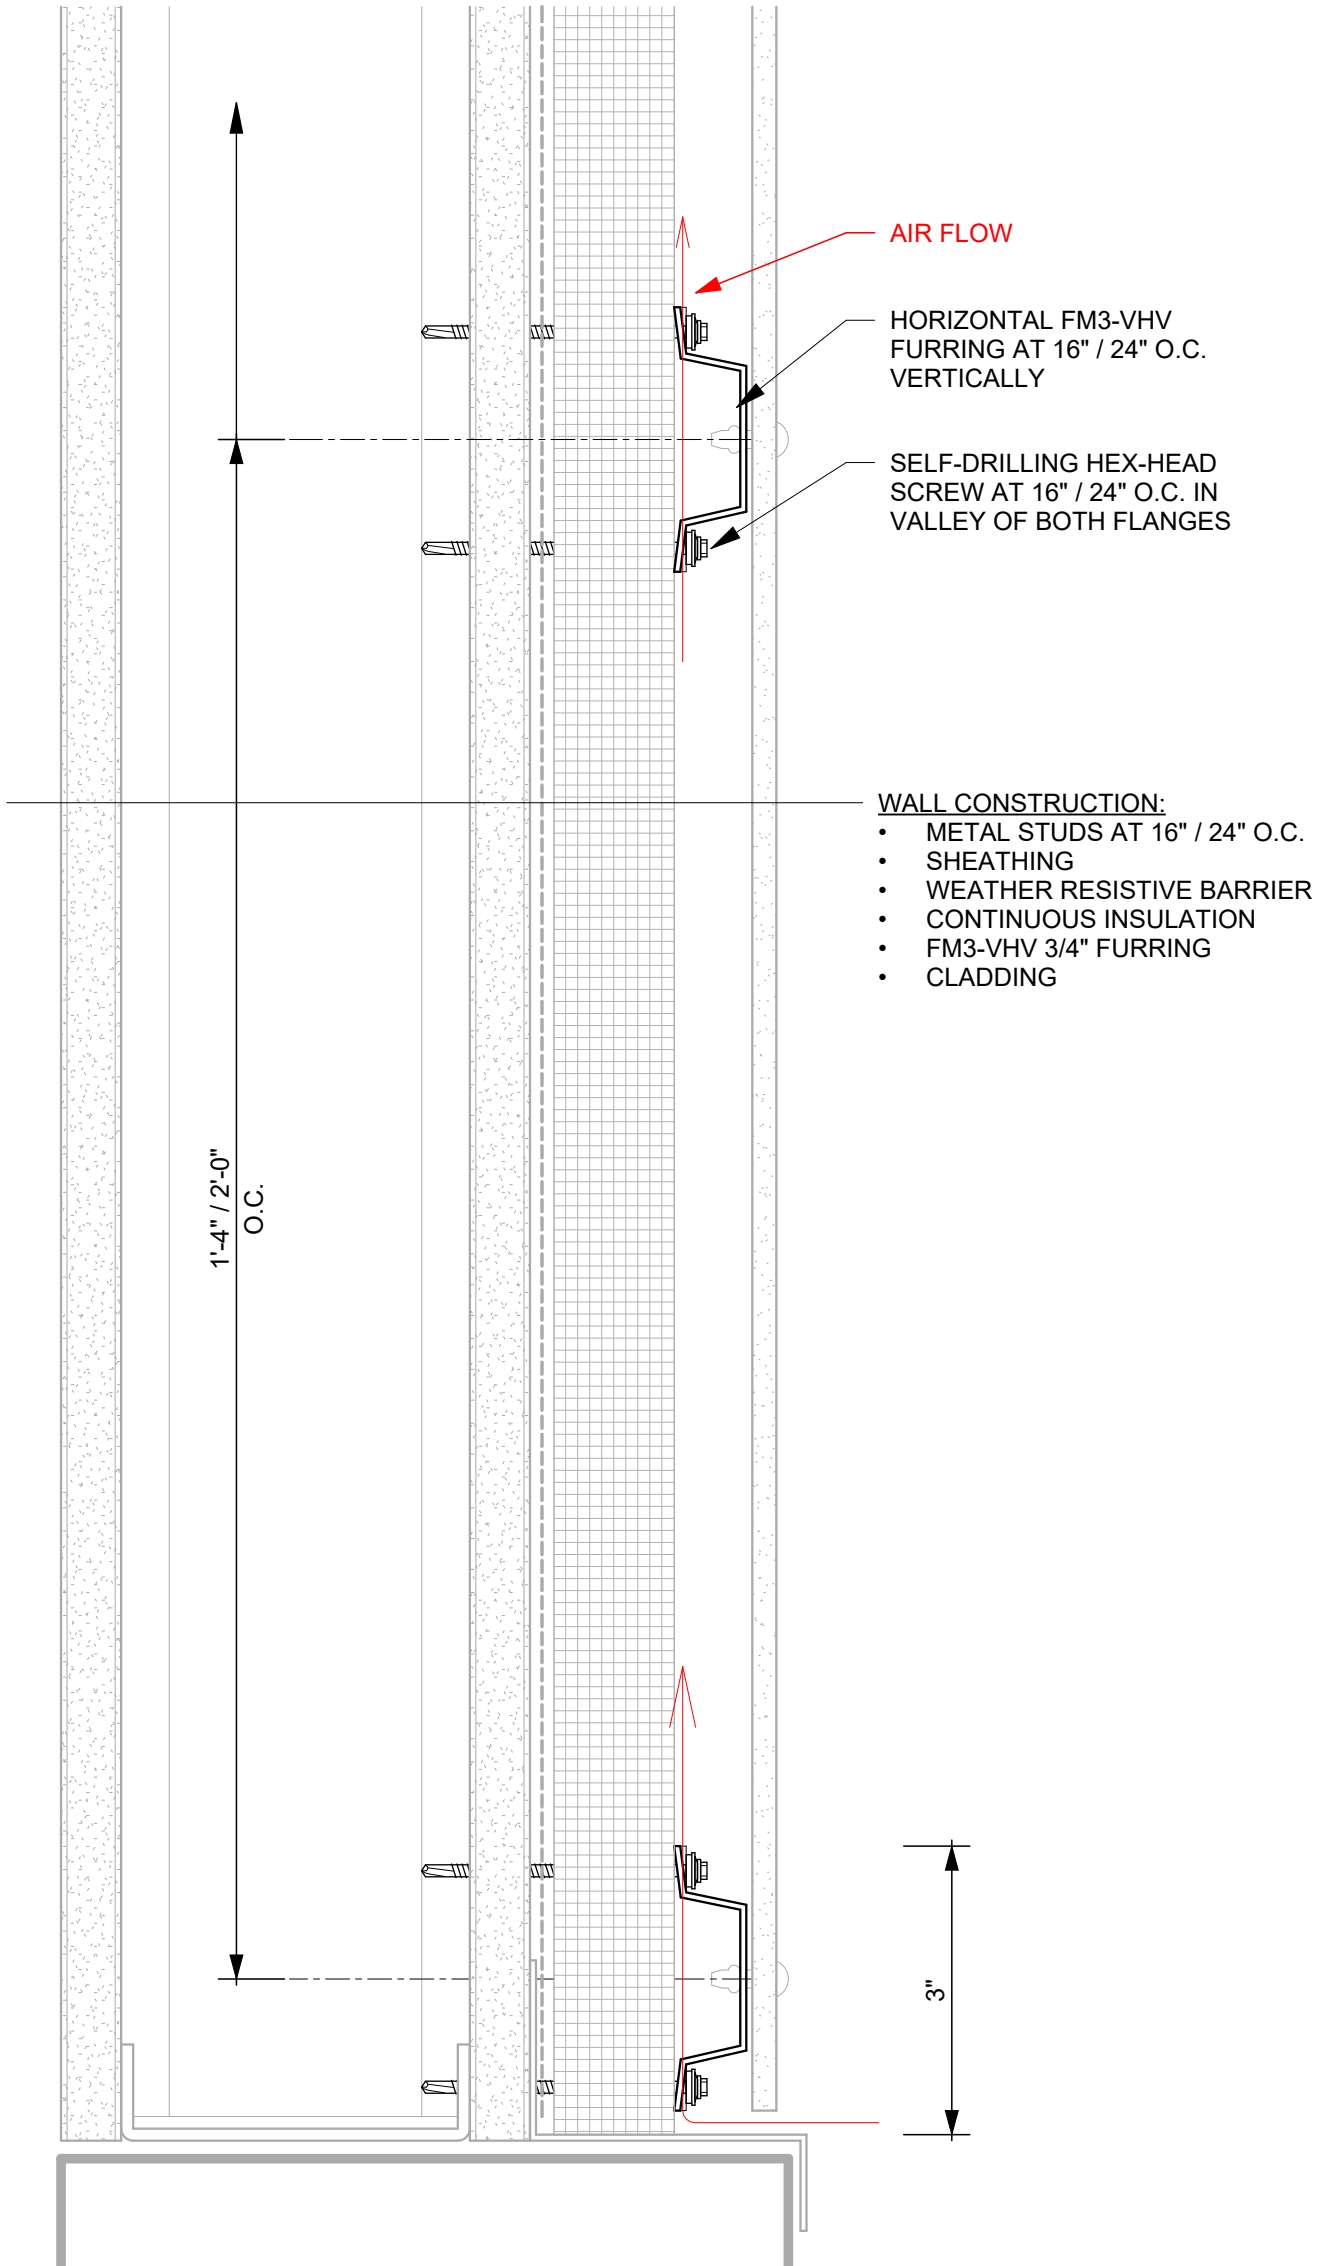 AIR FLOW
HORIZONTAL FM3-VHV
FURRING AT 16" / 24" O.C.
VERTICALLY
SELF-DRILLING HEX-HEAD
SCREW AT 16" / 24" O.C. IN
VALLEY OF BOTH FLANGES
WALL CONSTRUCTION:
• METAL STUDS AT 16" / 24" O.C.
• SHEATHING
• WEATHER RESISTIVE BARRIER
• CONTINUOUS INSULATION
• FM3-VHV 3/4" FURRING
• CLADDING
1'-4" / 2'-0"
O.C.
3"